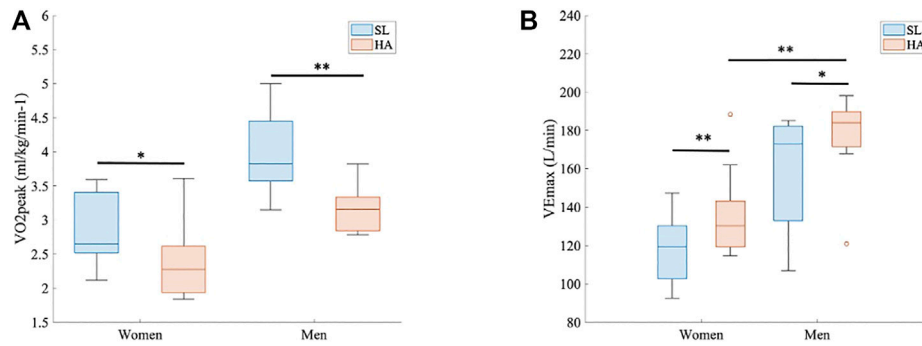 A
VO2peak (ml/kg/min-1)
6
5.5
5
4.5
4
3.5
3
2.5
2
1.5
SL
HA
*
**
Women
Men
B
VEmax (L/min)
240
220
200
180
160
140
120
100
80
SL
HA
**
*
**
Women
Men